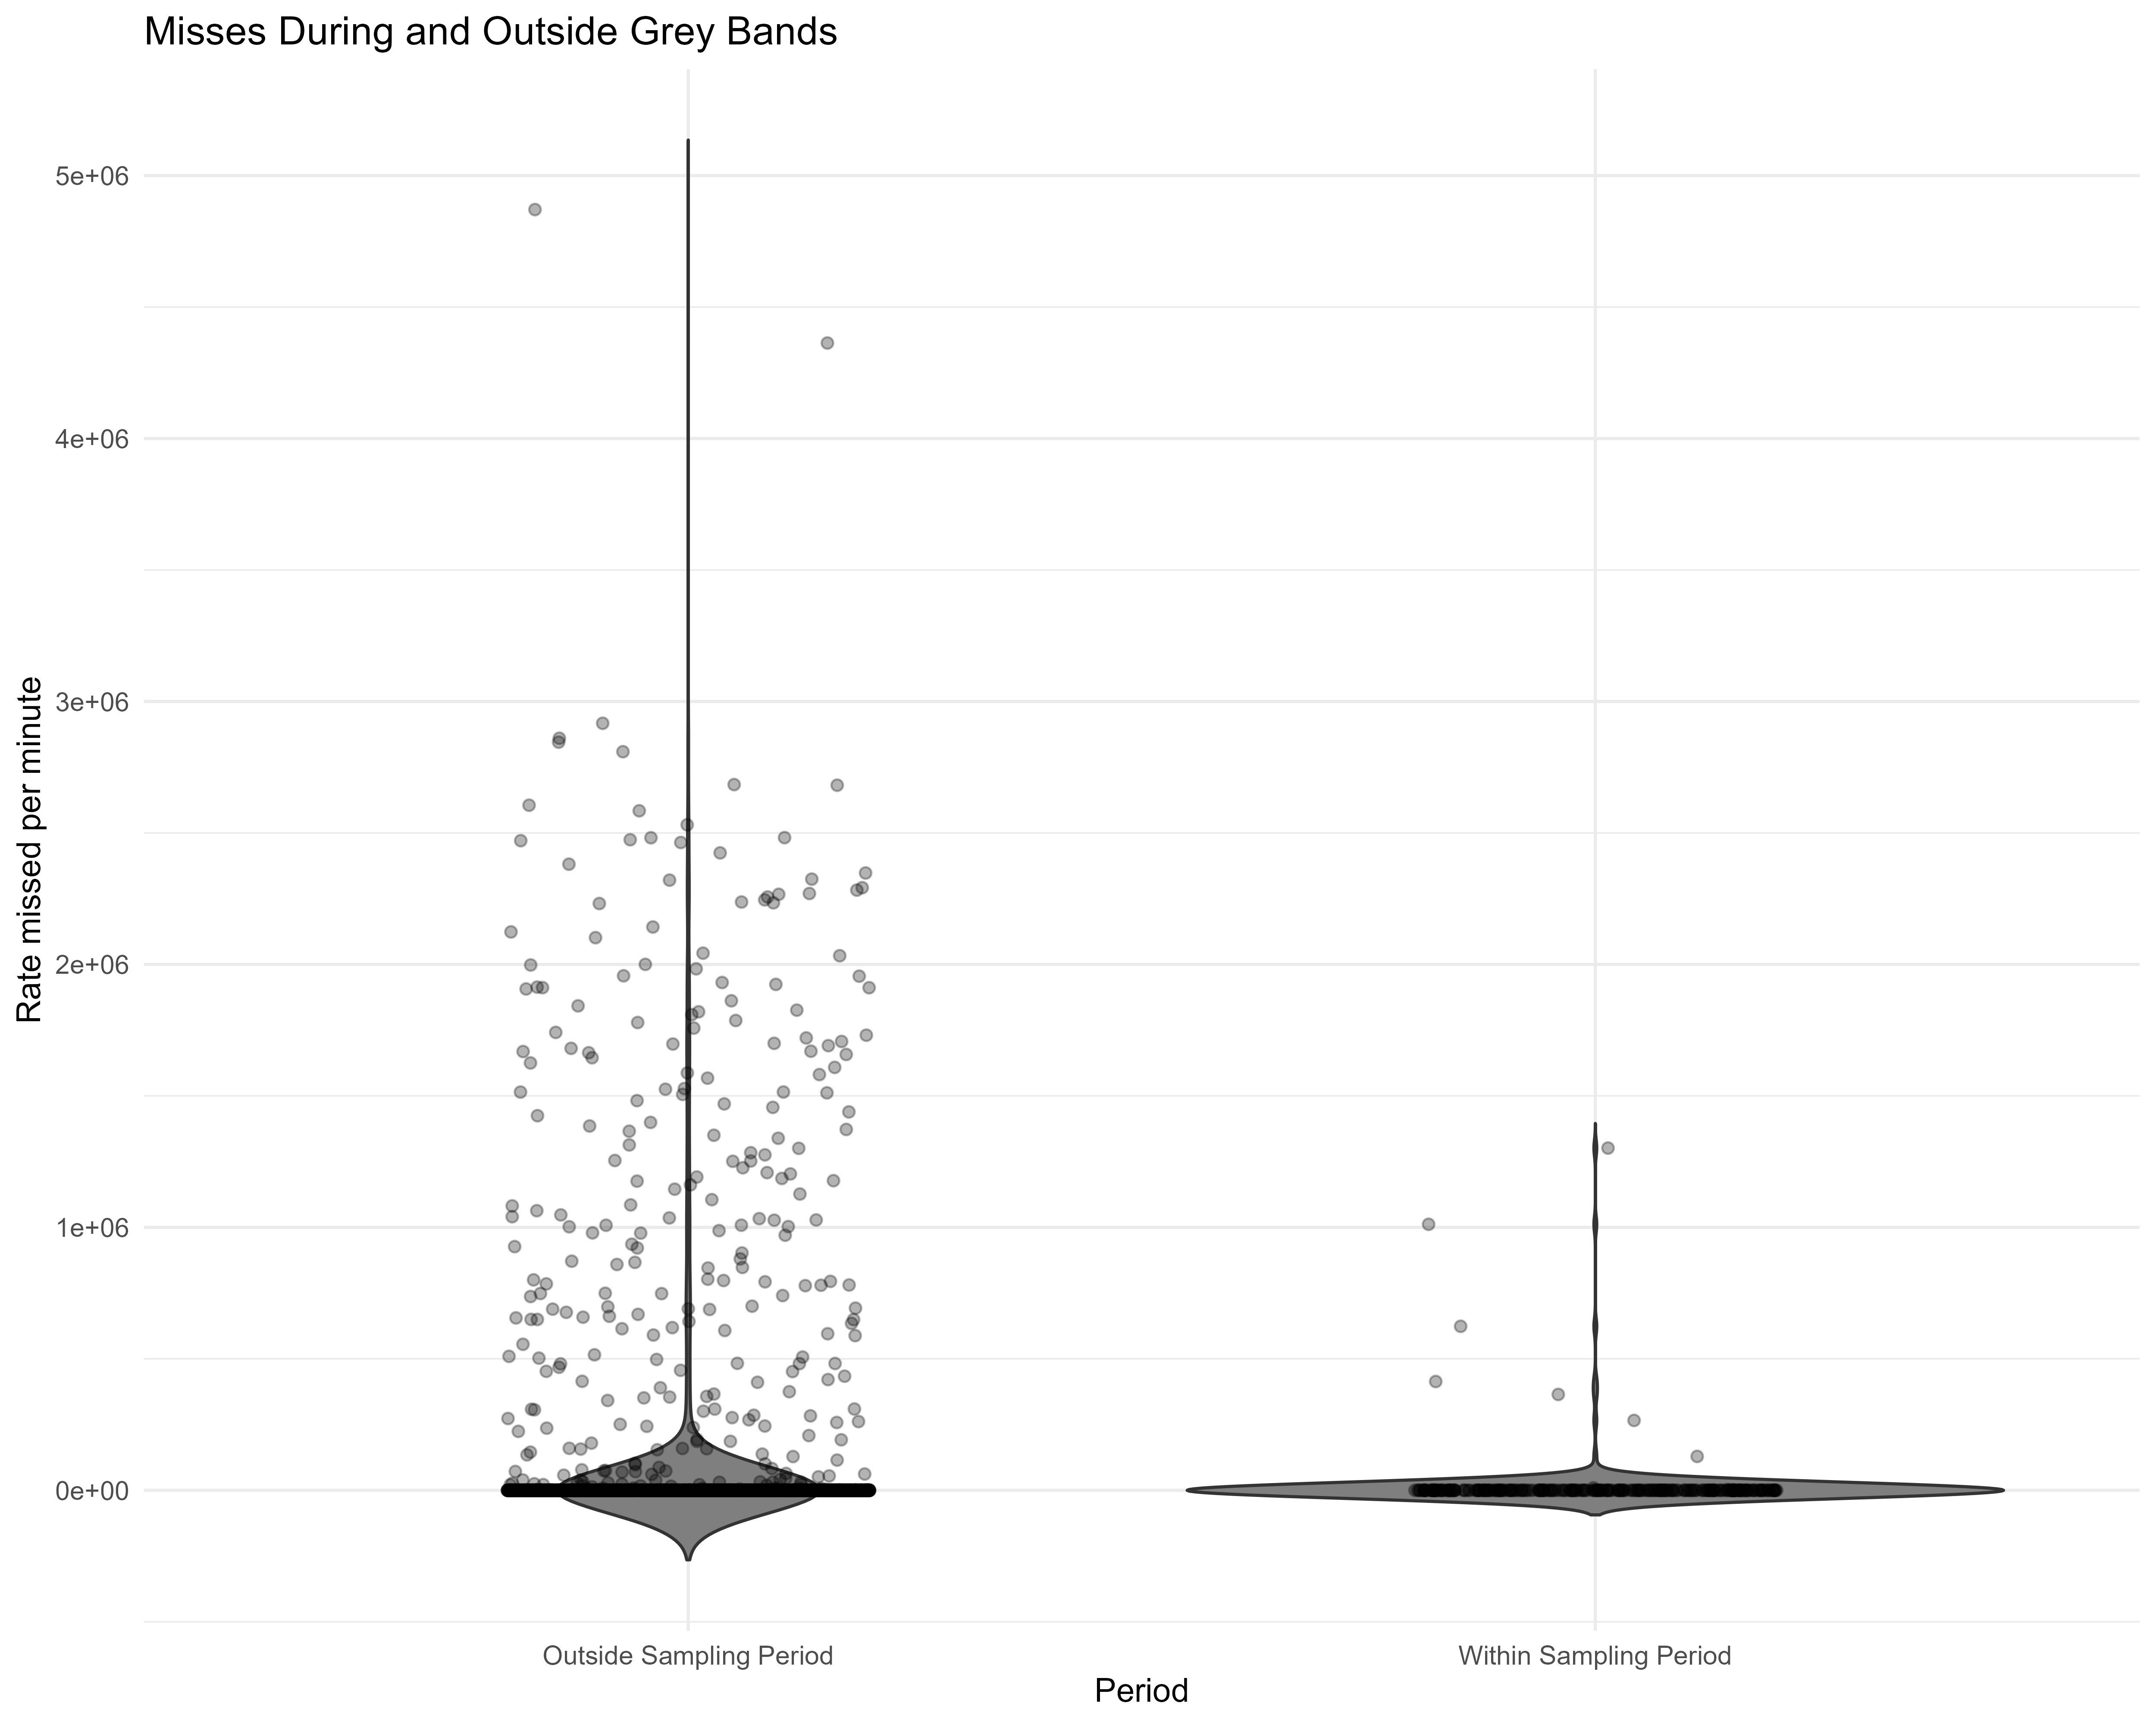 Misses During and Outside Grey Bands
Rate missed per minute
5e+06
4e+06
3e+06
2e+06
1e+06
0e+00
Outside Sampling Period
Within Sampling Period
Period